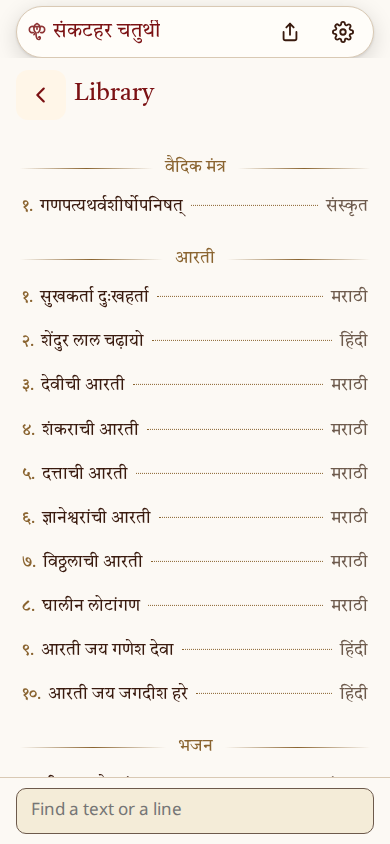 संकटहर चतुर्थी
Library
वैदिक मंत्र
१. गणपत्यथर्वशीर्षोपनिषत् संस्कृत
आरती
१. सुखकर्ता दुःखहर्ता मराठी
२. शेंदुर लाल चढ़ायो हिंदी
३. देवीची आरती मराठी
४. शंकराची आरती मराठी
५. दत्ताची आरती मराठी
६. ज्ञानेश्वरांची आरती मराठी
७. विठ्ठलाची आरती मराठी
८. घालीन लोटांगण मराठी
९. आरती जय गणेश देवा हिंदी
१०. आरती जय जगदीश हरे हिंदी
भजन
Find a text or a line